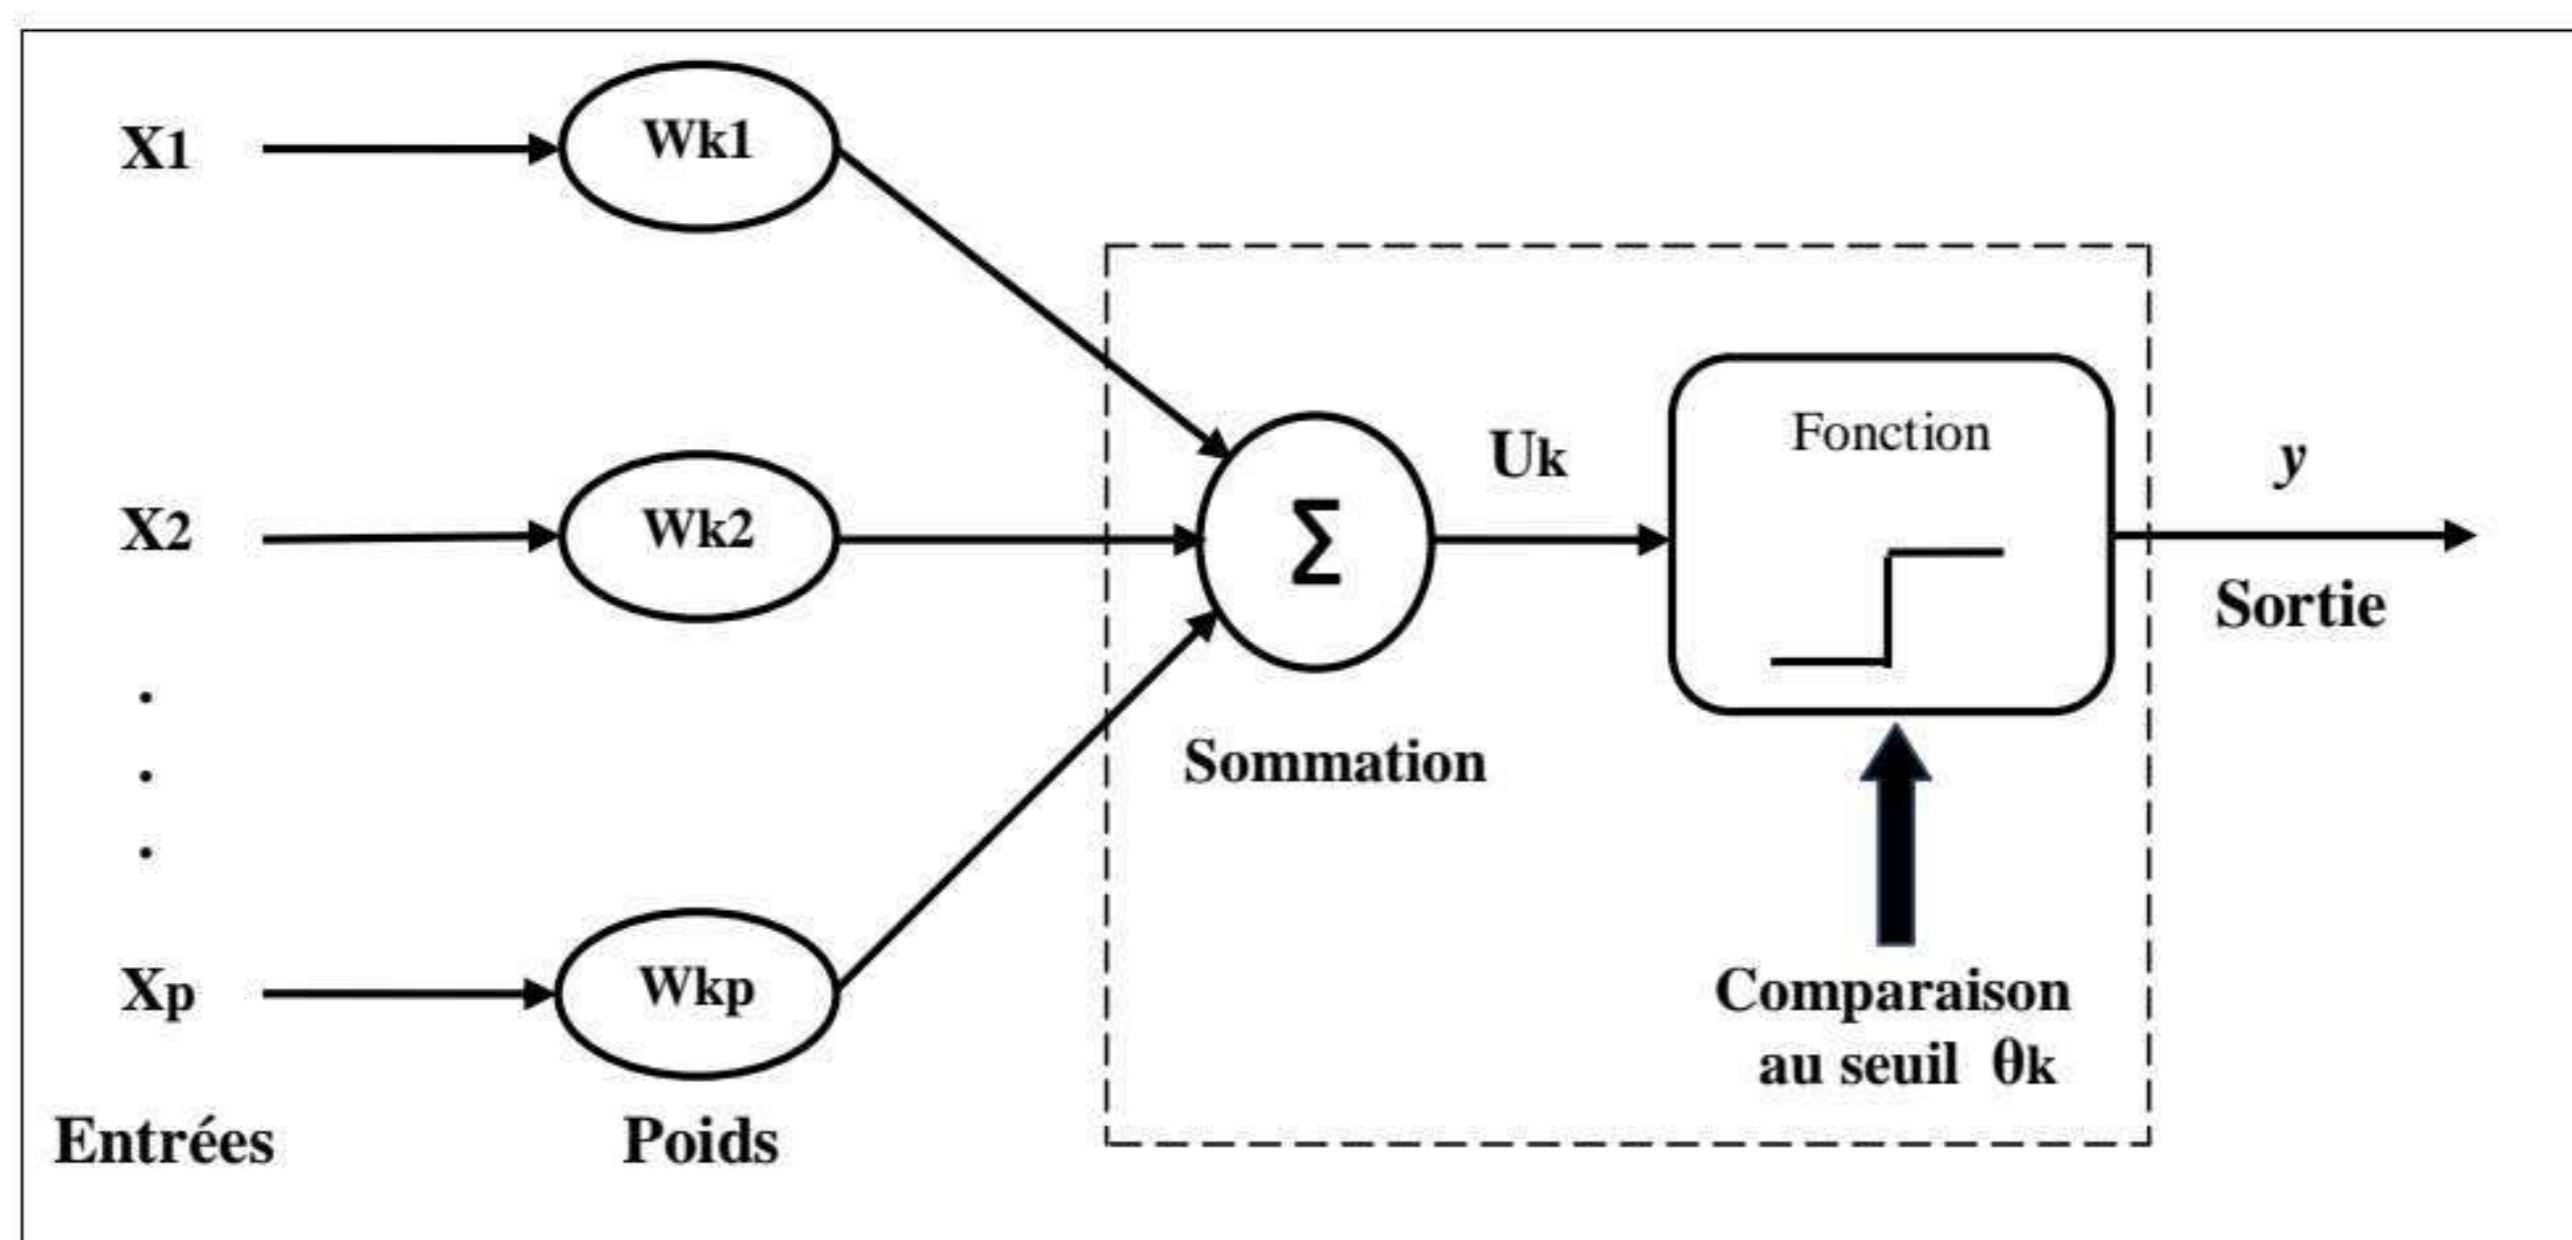 X1
Wk1
X2
Wk2
Σ
Uk
Fonction
y
Sortie
Sommation
Xp
Wkp
Comparaison
au seuil θk
Entrées
Poids